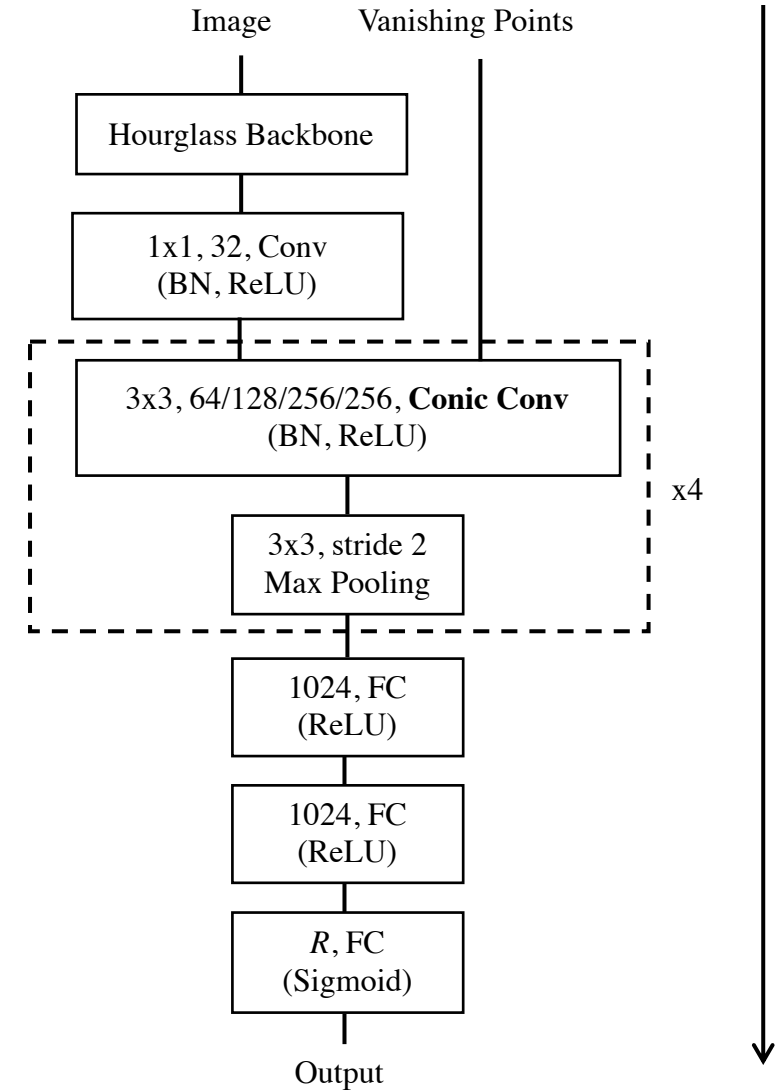 Image
Vanishing Points
Hourglass Backbone
1x1, 32, Conv
(BN, ReLU)
3x3, 64/128/256/256, Conic Conv
(BN, ReLU)
x4
3x3, stride 2
Max Pooling
1024, FC
(ReLU)
1024, FC
(ReLU)
R, FC
(Sigmoid)
Output